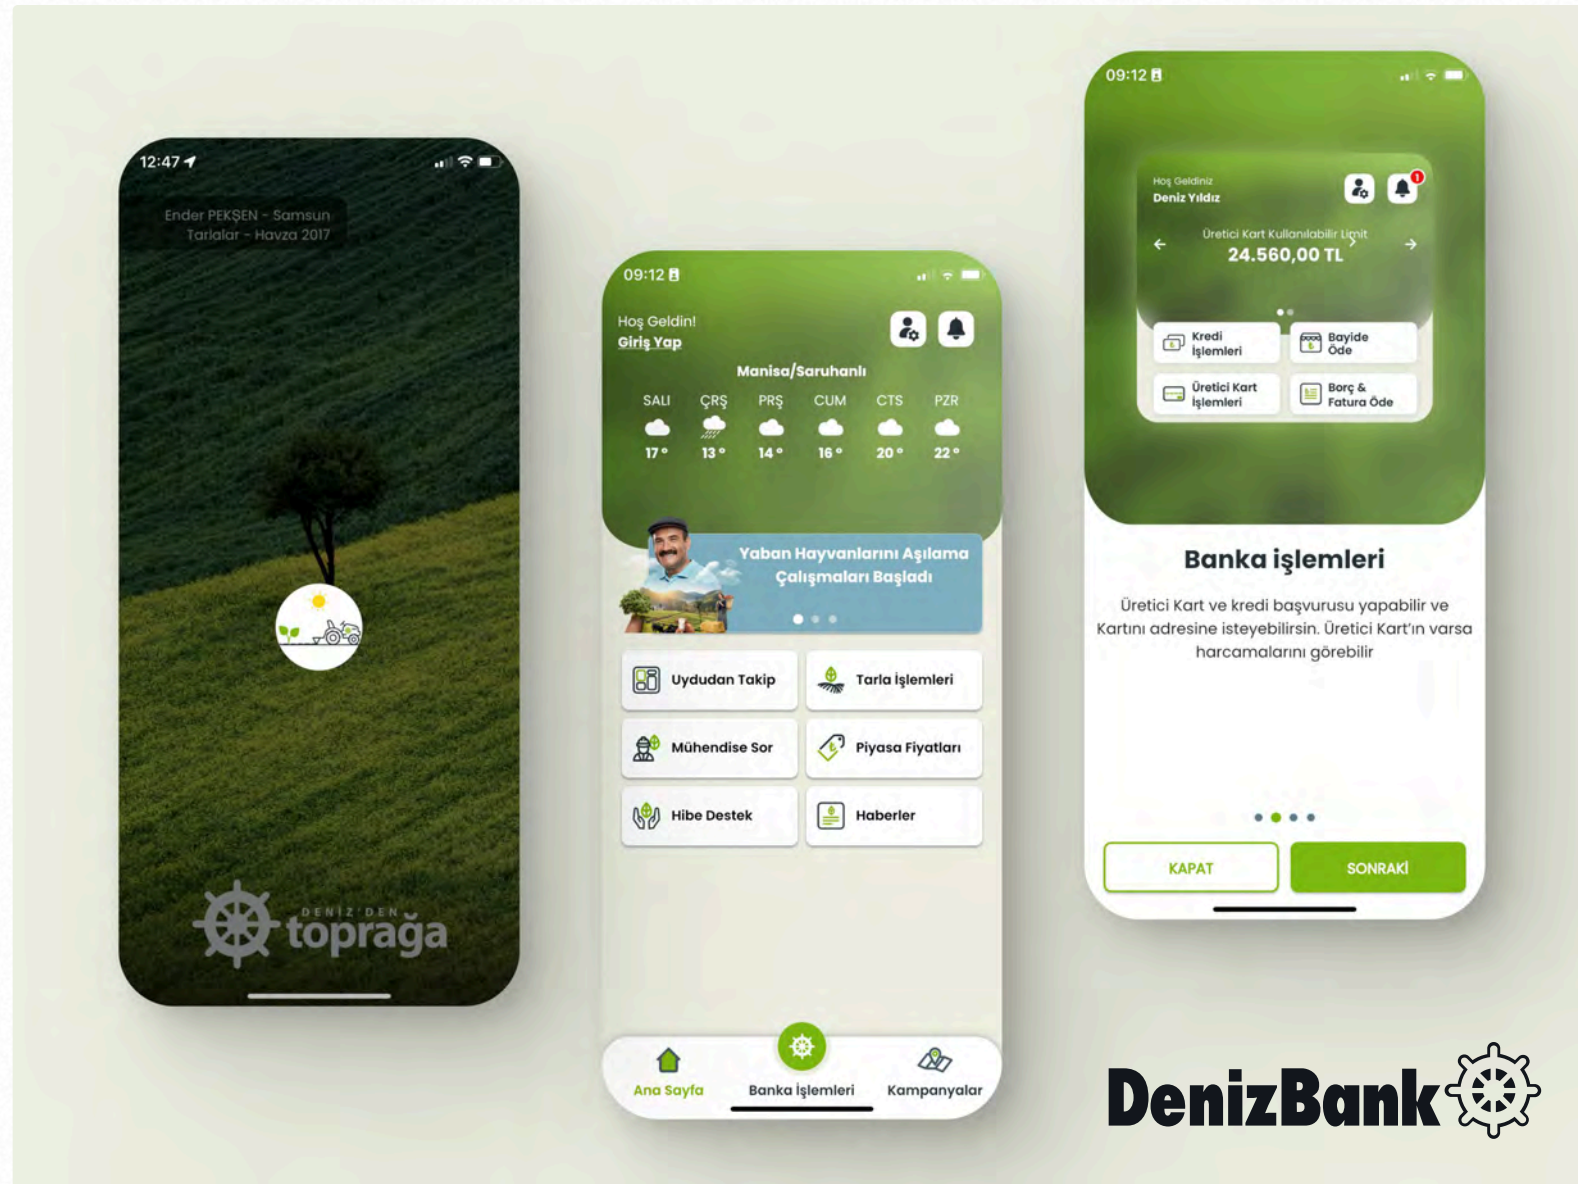 12:47
Ender PEKŞEN - Samsun
Tarlalar - Havza 2017
DENİZ'DEN
toprağa
09:12
Hoş Geldin!
Giriş Yap
Manisa/Saruhanlı
SALI ÇRŞ PRŞ CUM CTS PZR
17° 13° 14° 16° 20° 22°
Yaban Hayvanlarını Aşılama
Çalışmaları Başladı
Uydudan Takip
Tarla İşlemleri
Mühendise Sor
Piyasa Fiyatları
Hibe Destek
Haberler
Ana Sayfa
Banka İşlemleri
Kampanyalar
09:12
Hoş Geldiniz
Deniz Yıldız
1
Üretici Kart Kullanılabilir Limit
24.560,00 TL
Kredi
İşlemleri
Bayide
Öde
Üretici Kart
İşlemleri
Borç &
Fatura Öde
Banka işlemleri
Üretici Kart ve kredi başvurusu yapabilir ve
Kartını adresine isteyebilirsin. Üretici Kart'ın varsa
harcamalarını görebilir
KAPAT
SONRAKİ
DenizBank